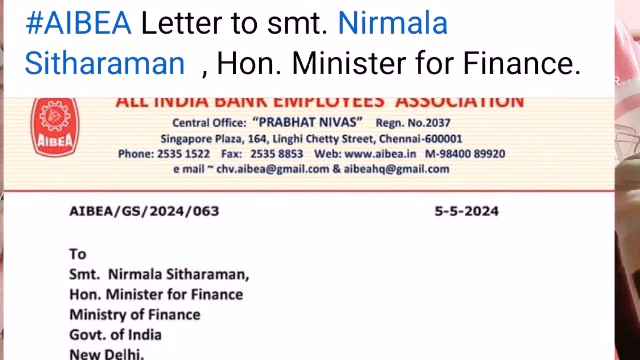 #AIBEA Letter to smt. Nirmala
Sitharaman , Hon. Minister for Finance.
ALL INDIA BANK EMPLOYEES' ASSOCIATION
AIBEA
Central Office: "PRABHAT NIVAS" Regn. No.2037
Singapore Plaza, 164, Linghi Chetty Street, Chennai-600001
Phone: 2535 1522 Fax: 2535 8853 Web: www.aibea.in M-98400 89920
e mail ~ chv.aibea@gmail.com & aibeahq@gmail.com
AIBEA/GS/2024/063 5-5-2024
To
Smt. Nirmala Sitharaman,
Hon. Minister for Finance
Ministry of Finance
Govt. of India
New Delhi.